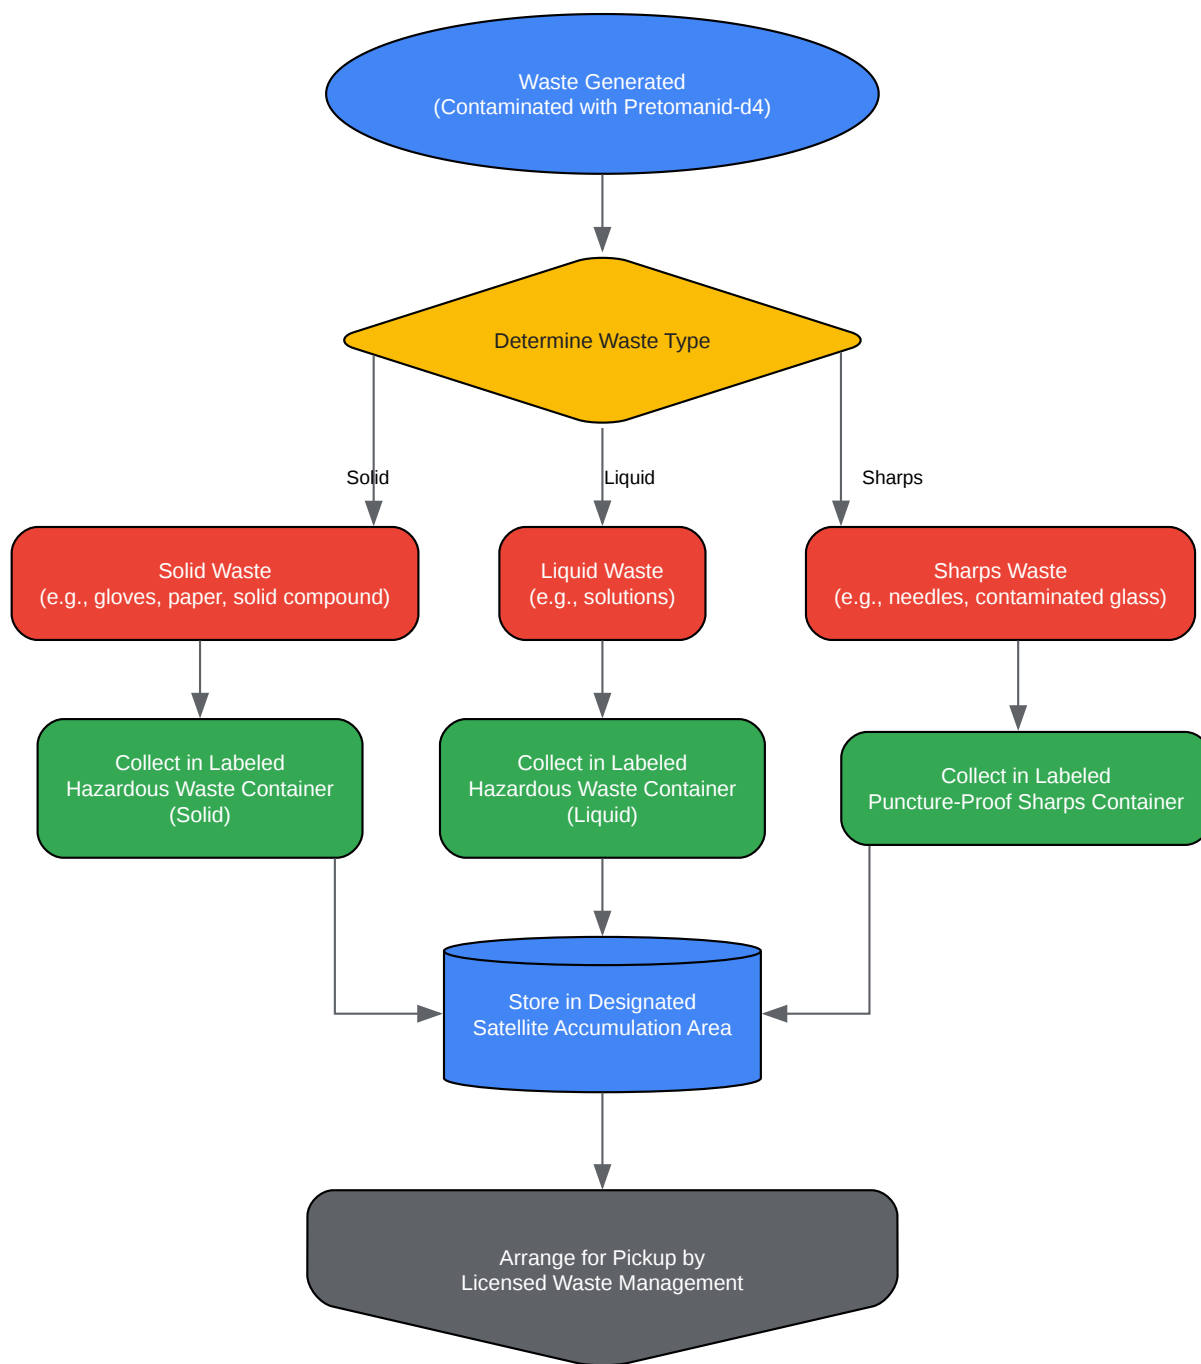 Waste Generated
(Contaminated with Pretomanid-d4)
Determine Waste Type
Solid
Liquid
Sharps
Solid Waste
(e.g., gloves, paper, solid compound)
Liquid Waste
(e.g., solutions)
Sharps Waste
(e.g., needles, contaminated glass)
Collect in Labeled
Hazardous Waste Container
(Solid)
Collect in Labeled
Hazardous Waste Container
(Liquid)
Collect in Labeled
Puncture-Proof Sharps Container
Store in Designated
Satellite Accumulation Area
Arrange for Pickup by
Licensed Waste Management